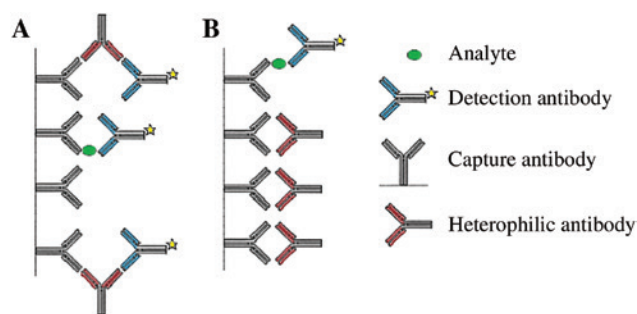 A
B
Analyte
Detection antibody
Capture antibody
Heterophilic antibody